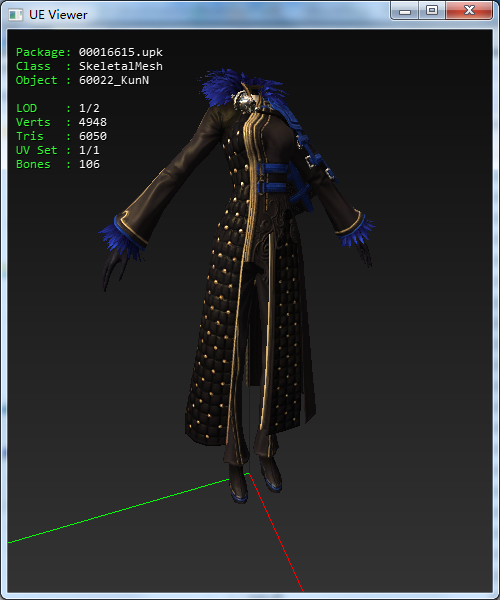 UE Viewer
Package: 00016615.upk
Class  : SkeletalMesh
Object : 60022_KunN
LOD    : 1/2
Verts  : 4948
Tris   : 6050
UV Set : 1/1
Bones  : 106